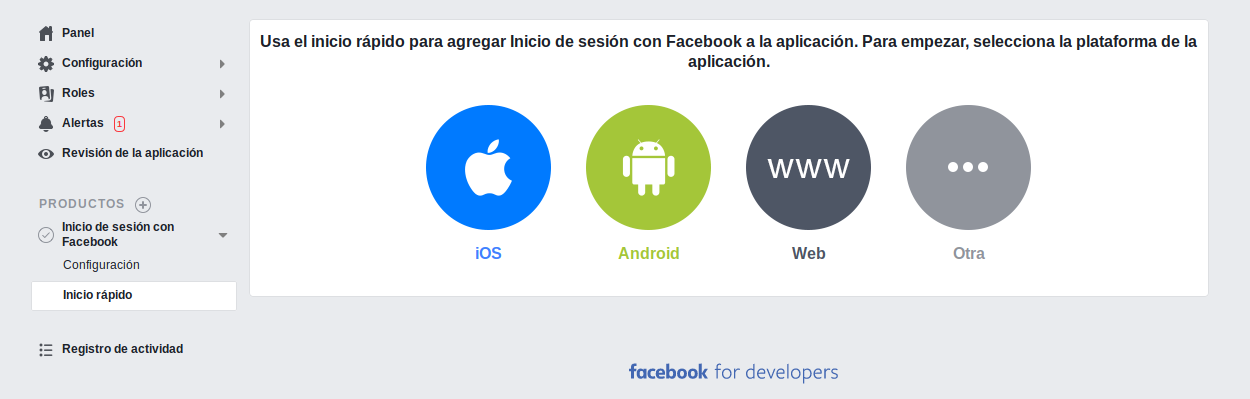 Panel
Configuración
Roles
Alertas 1
Revisión de la aplicación
PRODUCTOS
Inicio de sesión con
Facebook
Configuración
Inicio rápido
Registro de actividad
Usa el inicio rápido para agregar Inicio de sesión con Facebook a la aplicación. Para empezar, selecciona la plataforma de la
aplicación.
www
iOS
Android
Web
Otra
facebook for developers